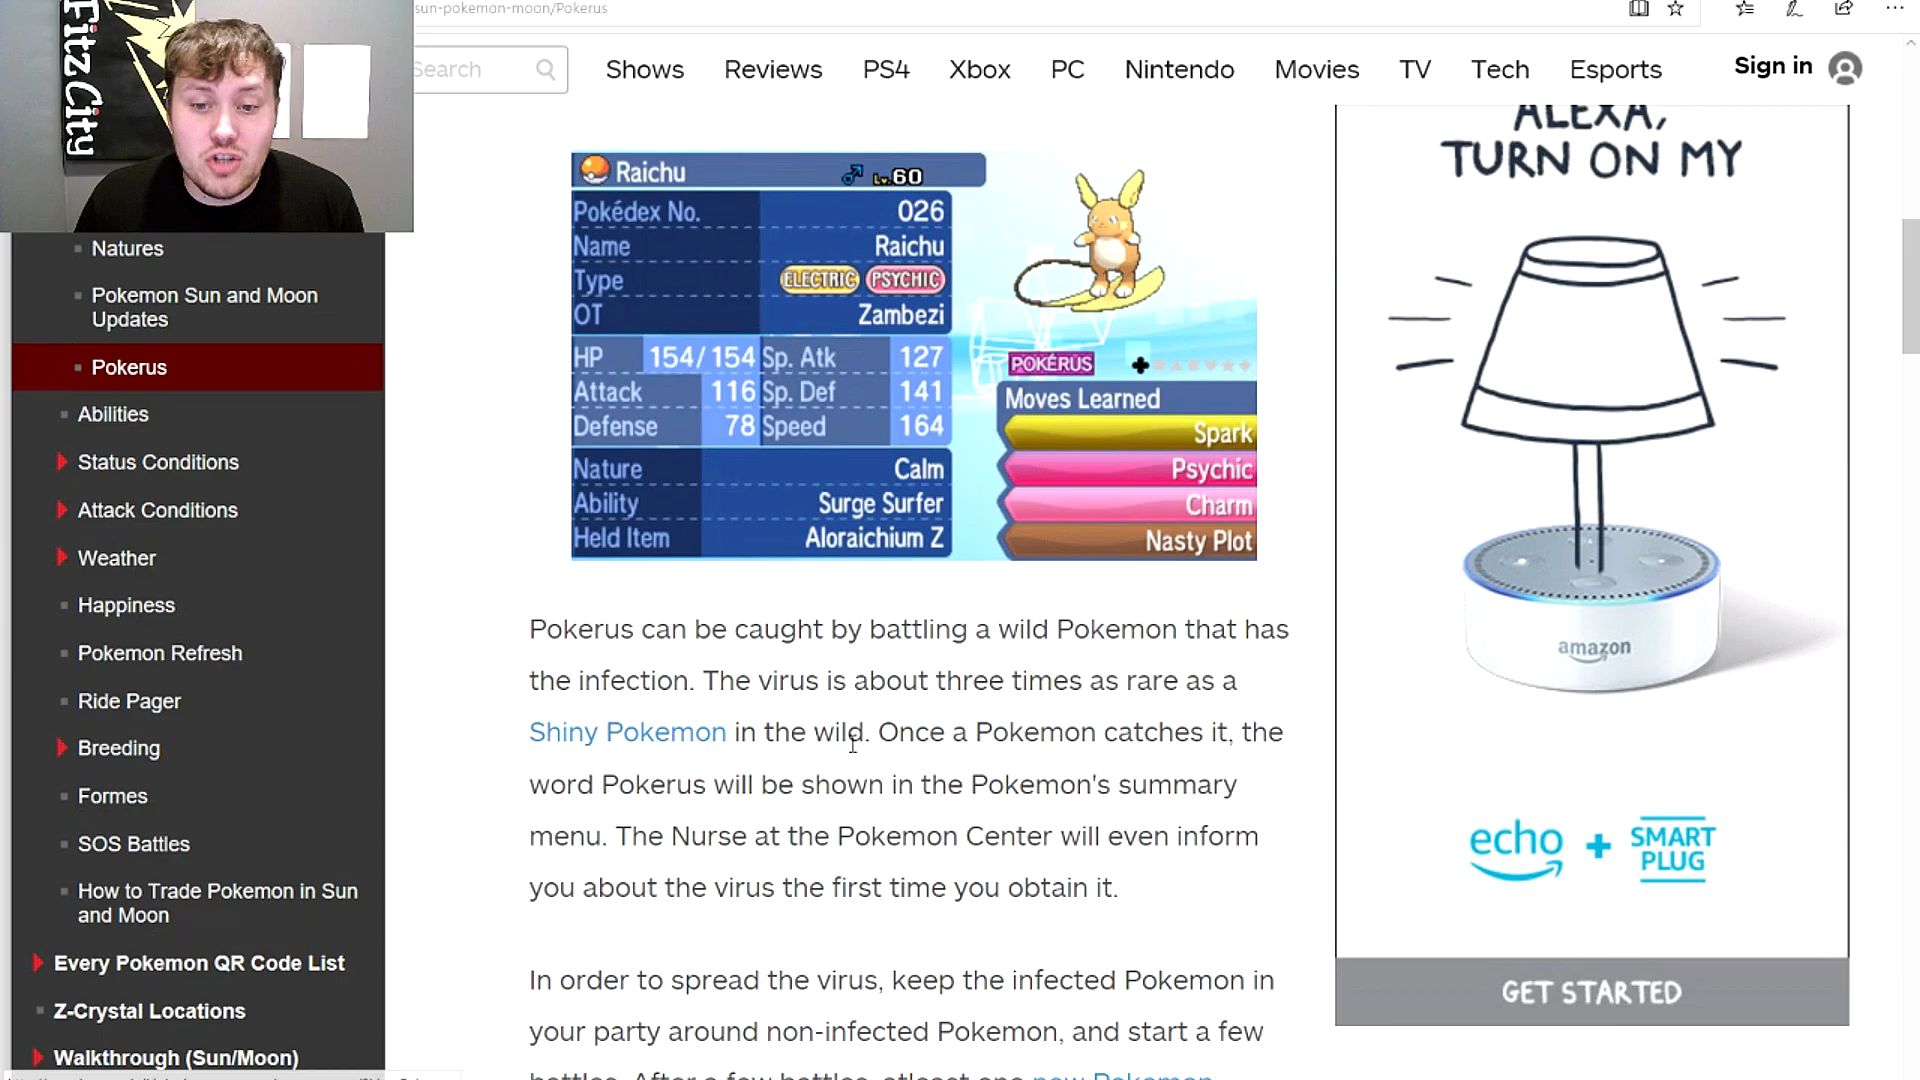 sun-pokemon-moon/Pokerus
FitzCity
Search
Shows
Reviews
PS4
Xbox
PC
Nintendo
Movies
TV
Tech
Esports
Sign in
Natures
Pokemon Sun and Moon
Updates
Pokerus
Abilities
Status Conditions
Attack Conditions
Weather
Happiness
Pokemon Refresh
Ride Pager
Breeding
Formes
SOS Battles
How to Trade Pokemon in Sun
and Moon
Every Pokemon QR Code List
Z-Crystal Locations
Walkthrough (Sun/Moon)
Raichu ♂ Lv.60
Pokédex No. 026
Name Raichu
Type ELECTRIC PSYCHIC
OT Zambezi
HP 154/154 Sp. Atk 127
Attack 116 Sp. Def 141
Defense 78 Speed 164
Nature Calm
Ability Surge Surfer
Held Item Aloraichium Z
POKÉRUS
Moves Learned
Spark
Psychic
Charm
Nasty Plot
Pokerus can be caught by battling a wild Pokemon that has
the infection. The virus is about three times as rare as a
Shiny Pokemon in the wild. Once a Pokemon catches it, the
word Pokerus will be shown in the Pokemon's summary
menu. The Nurse at the Pokemon Center will even inform
you about the virus the first time you obtain it.
In order to spread the virus, keep the infected Pokemon in
your party around non-infected Pokemon, and start a few
battles. After a few battles, atleast one new Pokemon
ALEXA,
TURN ON MY
amazon
echo + SMART
PLUG
GET STARTED